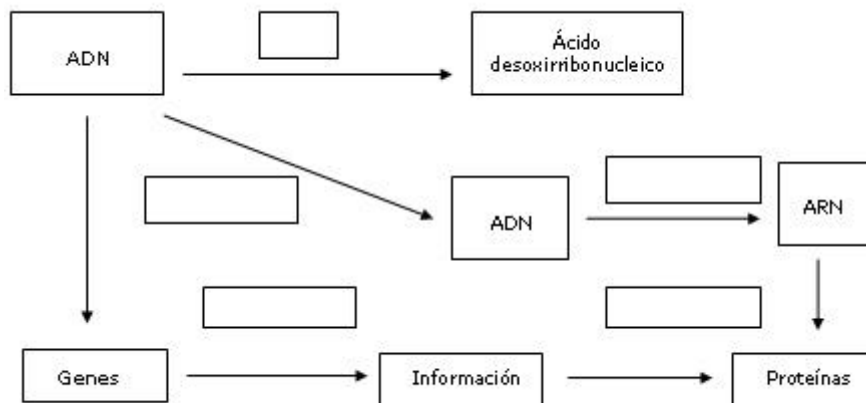 ADN
Ácido
desoxirribonucleico
ADN
ARN
Genes
Información
Proteínas